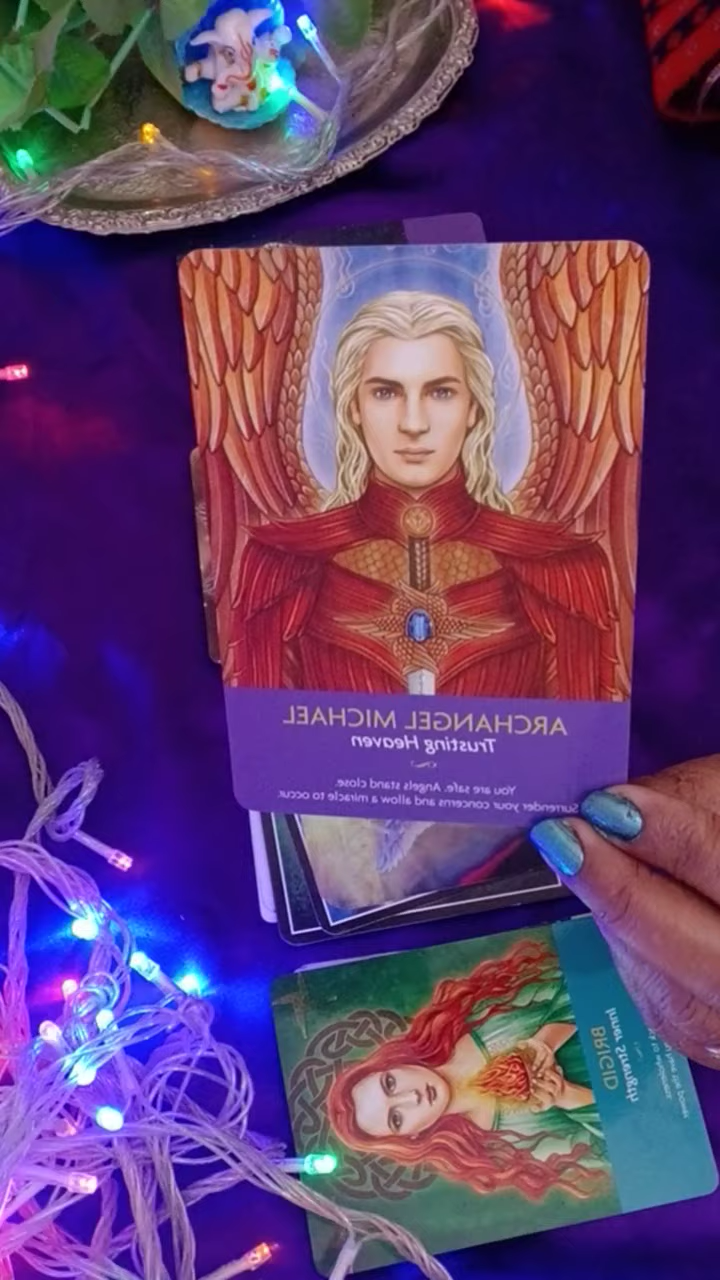 ARCHANGEL MICHAEL
Trusting Heaven
You are safe. Angels stand close.
Surrender your concerns and allow a miracle to occur.
BRIGID
Inner Strength